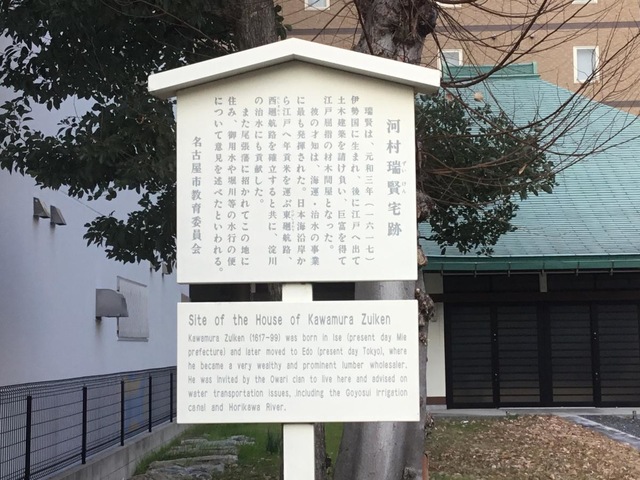 河村瑞賢宅跡
ずいけん
瑞賢は、元和三年（一六一七）
伊勢国に生まれ、後に江戸へ出て
土木建築を請け負い、巨富を得て
江戸屈指の材木問屋となった。
彼の才知は、海運・治水の事業
に最も発揮された。日本海沿岸か
ら江戸へ年貢米を運ぶ東廻航路、
西廻航路を確立すると共に、淀川
の治水にも貢献した。
また尾張藩に招かれてこの地に
住み、御用水や堀川等の水行の便
について意見を述べたといわれる。
名古屋市教育委員会
Site of the House of Kawamura Zuiken
Kawamura Zuiken (1617-99) was born in Ise (present day Mie
prefecture) and later moved to Edo (present day Tokyo), where
he became a very wealthy and prominent lumber wholesaler.
He was invited by the Owari clan to live here and advised on
water transportation issues, including the Goyosui Irrigation
canal and Horikawa River.